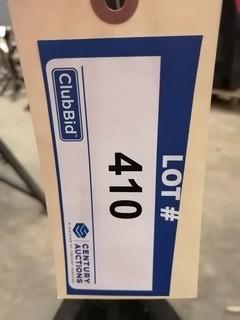 LOT #
410
ClubBid
CENTURY
AUCTIONS